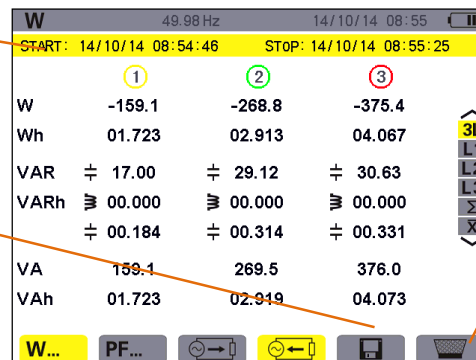 W 49.98 Hz 14/10/14 08:55
START: 14/10/14 08:54:46 STOP: 14/10/14 08:55:25
1 2 3
W -159.1 -268.8 -375.4
Wh 01.723 02.913 04.067
3L
L1
L2
L3
Σ
VAR 17.00 29.12 30.63
VARh 00.000 00.000 00.000
00.184 00.314 00.331
VA 159.1 269.5 376.0
VAh 01.723 02.919 04.073
W... PF...